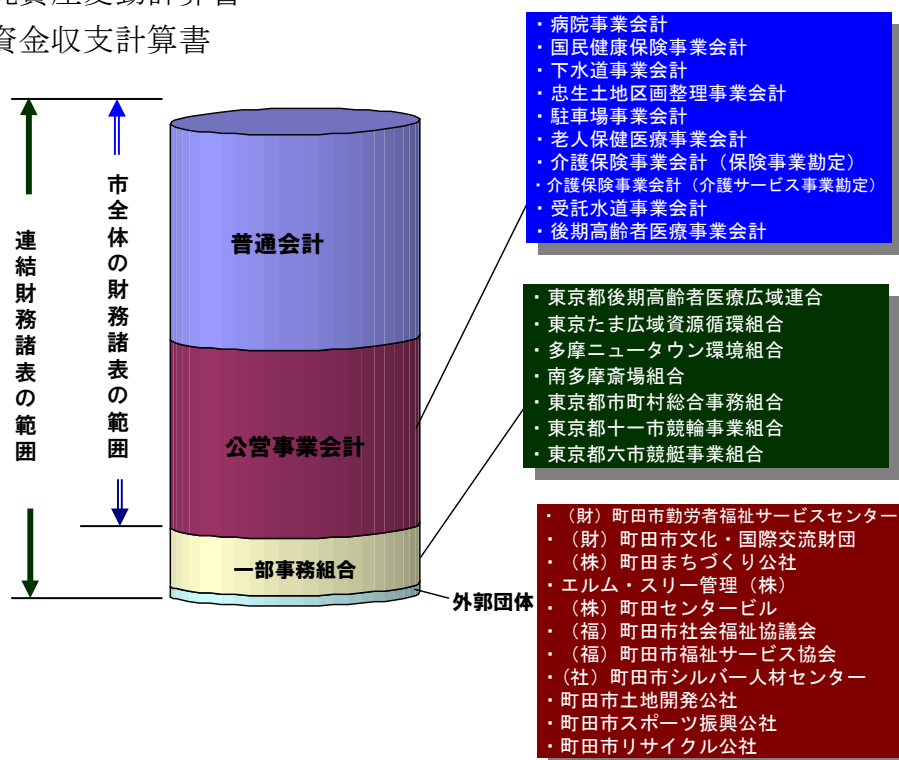 資産変動計算書
資金収支計算書
連結財務諸表の範囲
市全体の財務諸表の範囲
普通会計
公営事業会計
一部事務組合
外郭団体
・病院事業会計
・国民健康保険事業会計
・下水道事業会計
・忠生土地区画整理事業会計
・駐車場事業会計
・老人保健医療事業会計
・介護保険事業会計（保険事業勘定）
・介護保険事業会計（介護サービス事業勘定）
・受託水道事業会計
・後期高齢者医療事業会計
・東京都後期高齢者医療広域連合
・東京たま広域資源循環組合
・多摩ニュータウン環境組合
・南多摩斎場組合
・東京都市町村総合事務組合
・東京都十一市競輪事業組合
・東京都六市競艇事業組合
・（財）町田市勤労者福祉サービスセンター
・（財）町田市文化・国際交流財団
・（株）町田まちづくり公社
・エルム・スリー管理（株）
・（株）町田センタービル
・（福）町田市社会福祉協議会
・（福）町田市福祉サービス協会
・(社）町田市シルバー人材センター
・町田市土地開発公社
・町田市スポーツ振興公社
・町田市リサイクル公社